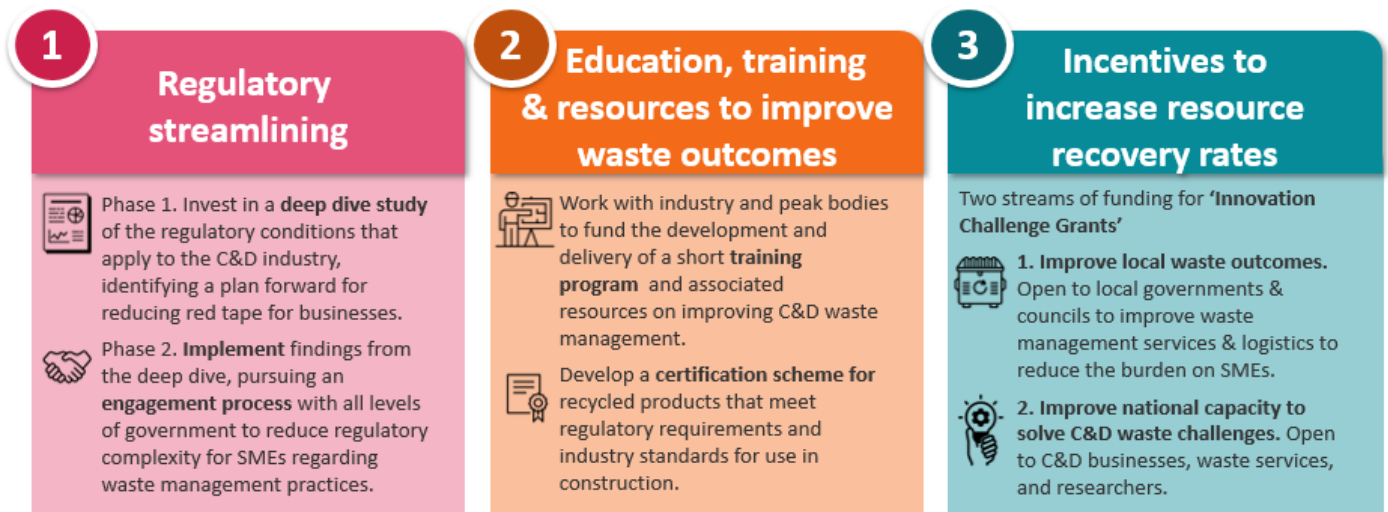 1
Regulatory
streamlining
Phase 1. Invest in a deep dive study
of the regulatory conditions that
apply to the C&D industry,
identifying a plan forward for
reducing red tape for businesses.
Phase 2. Implement findings from
the deep dive, pursuing an
engagement process with all levels
of government to reduce regulatory
complexity for SMEs regarding
waste management practices.
2
Education, training
& resources to improve
waste outcomes
Work with industry and peak bodies
to fund the development and
delivery of a short training
program and associated
resources on improving C&D waste
management.
Develop a certification scheme for
recycled products that meet
regulatory requirements and
industry standards for use in
construction.
3
Incentives to
increase resource
recovery rates
Two streams of funding for ‘Innovation
Challenge Grants’
1. Improve local waste outcomes.
Open to local governments &
councils to improve waste
management services & logistics to
reduce the burden on SMEs.
2. Improve national capacity to
solve C&D waste challenges. Open
to C&D businesses, waste services,
and researchers.